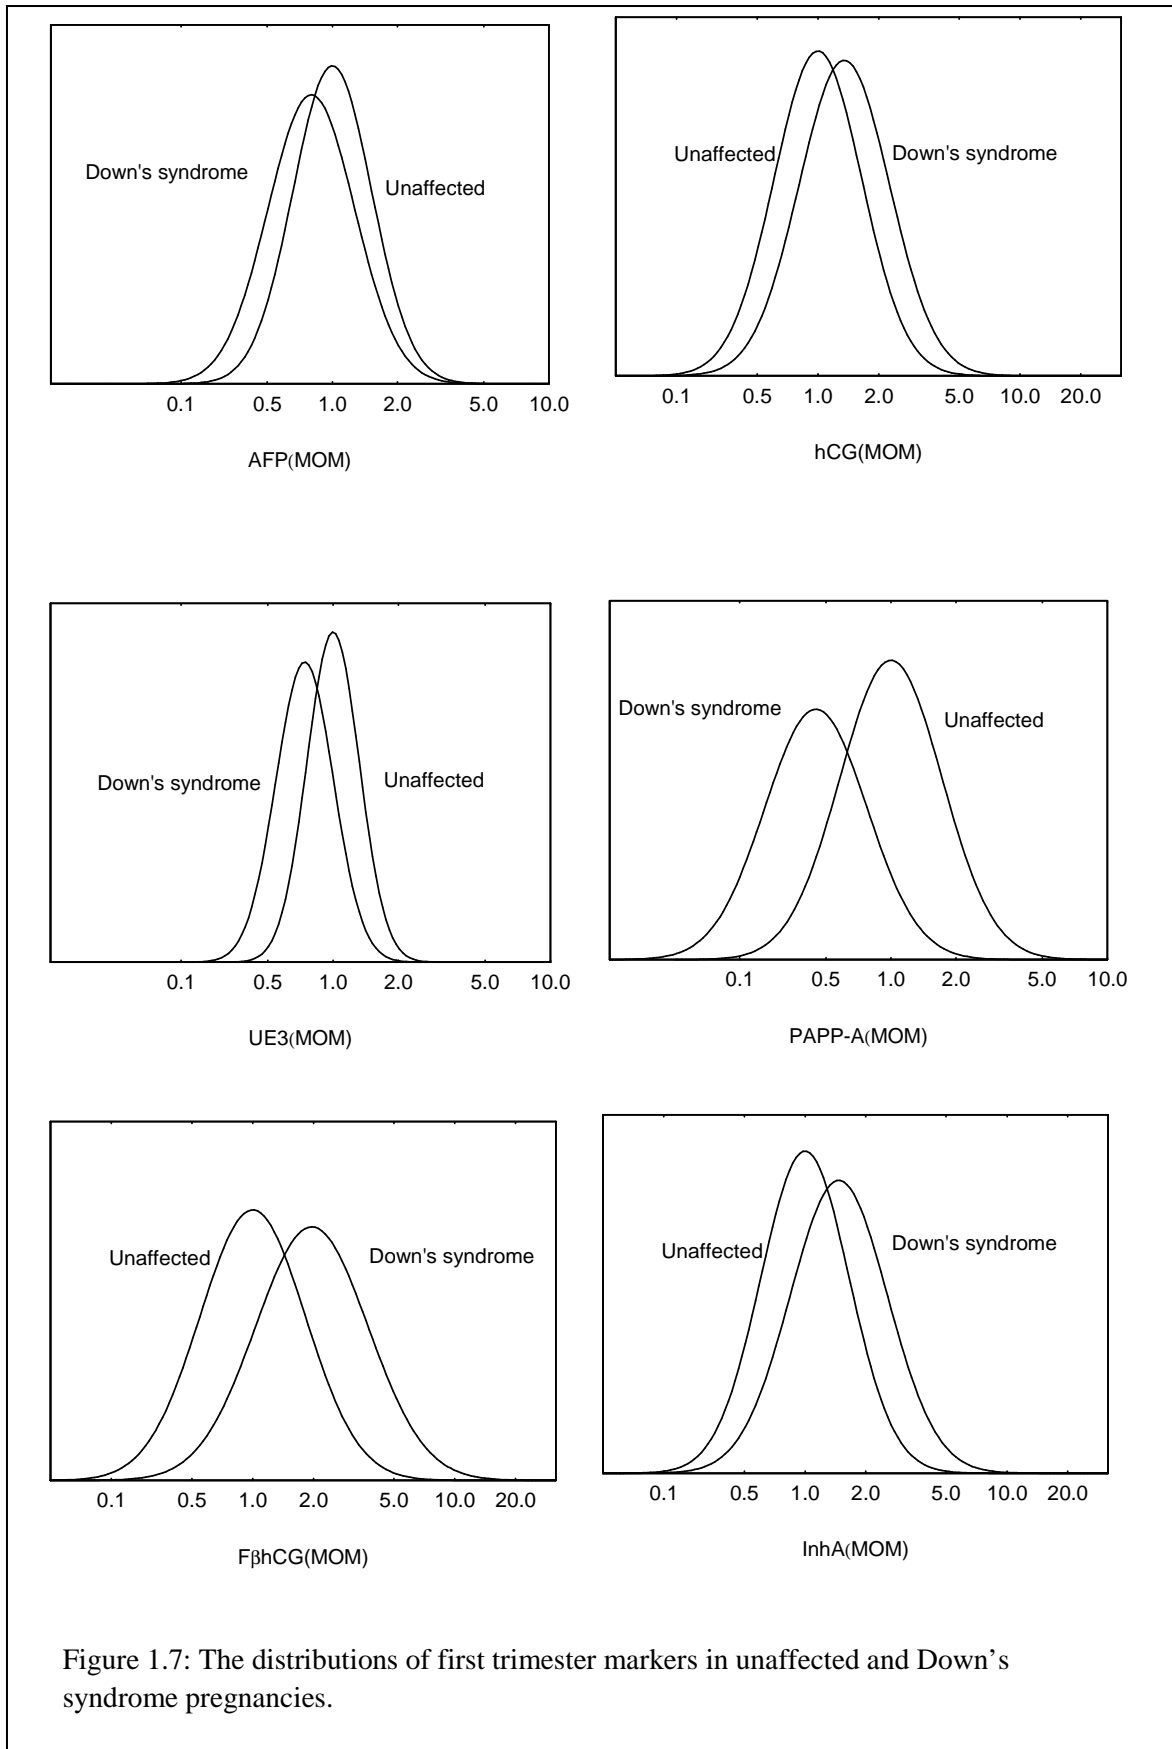 Down's syndrome
Unaffected
0.1 0.5 1.0 2.0 5.0 10.0
AFP(MOM)
Unaffected
Down's syndrome
0.1 0.5 1.0 2.0 5.0 10.0 20.0
hCG(MOM)
Down's syndrome
Unaffected
0.1 0.5 1.0 2.0 5.0 10.0
UE3(MOM)
Down's syndrome
Unaffected
0.1 0.5 1.0 2.0 5.0 10.0
PAPP-A(MOM)
Unaffected
Down's syndrome
0.1 0.5 1.0 2.0 5.0 10.0 20.0
FβhCG(MOM)
Unaffected
Down's syndrome
0.1 0.5 1.0 2.0 5.0 10.0 20.0
InhA(MOM)
Figure 1.7: The distributions of first trimester markers in unaffected and Down’s
syndrome pregnancies.